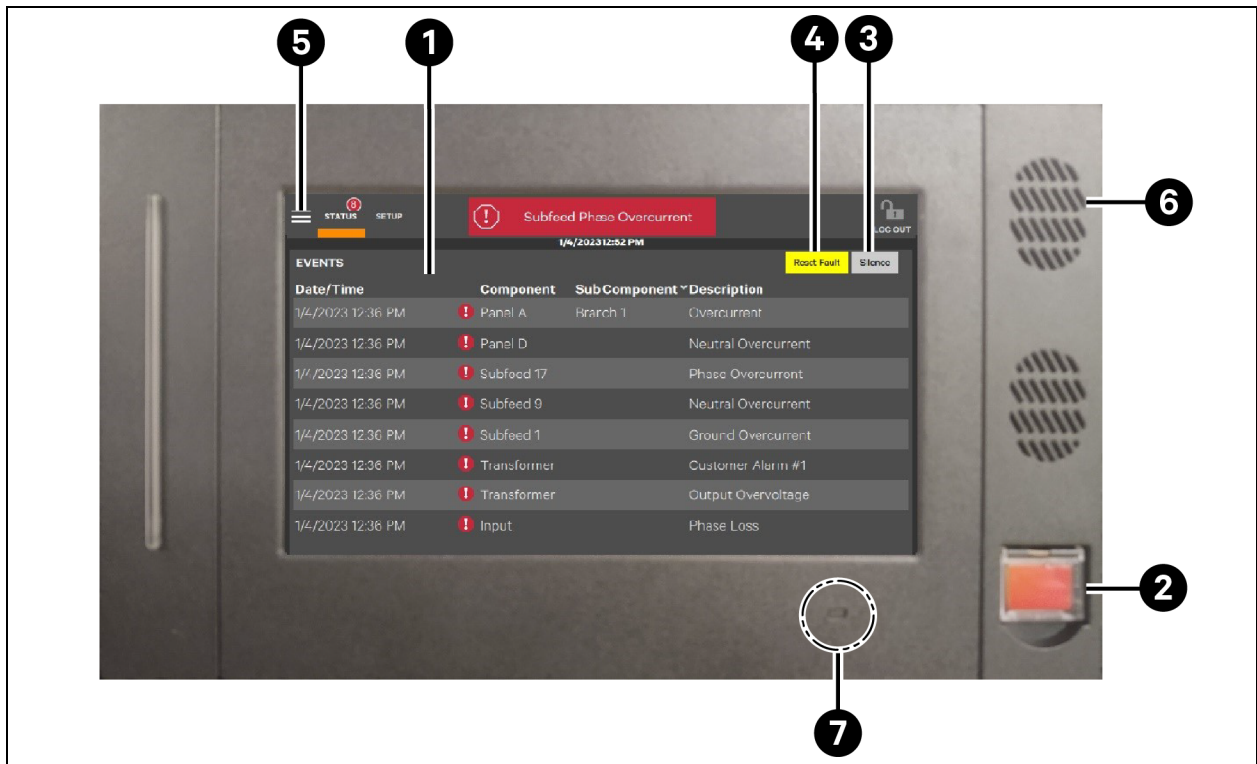 5 1 4 3
8
STATUS SETUP
Subfeed Phase Overcurrent
LOG OUT
1/4/2023 12:52 PM
EVENTS
Reset Fault Silence
Date/Time Component SubComponent Description
1/4/2023 12:36 PM Panel A Branch 1 Overcurrent
1/4/2023 12:36 PM Panel D Neutral Overcurrent
1/4/2023 12:36 PM Subfeed 17 Phase Overcurrent
1/4/2023 12:36 PM Subfeed 9 Neutral Overcurrent
1/4/2023 12:36 PM Subfeed 1 Ground Overcurrent
1/4/2023 12:36 PM Transformer Customer Alarm #1
1/4/2023 12:36 PM Transformer Output Overvoltage
1/4/2023 12:36 PM Input Phase Loss
6
2
7